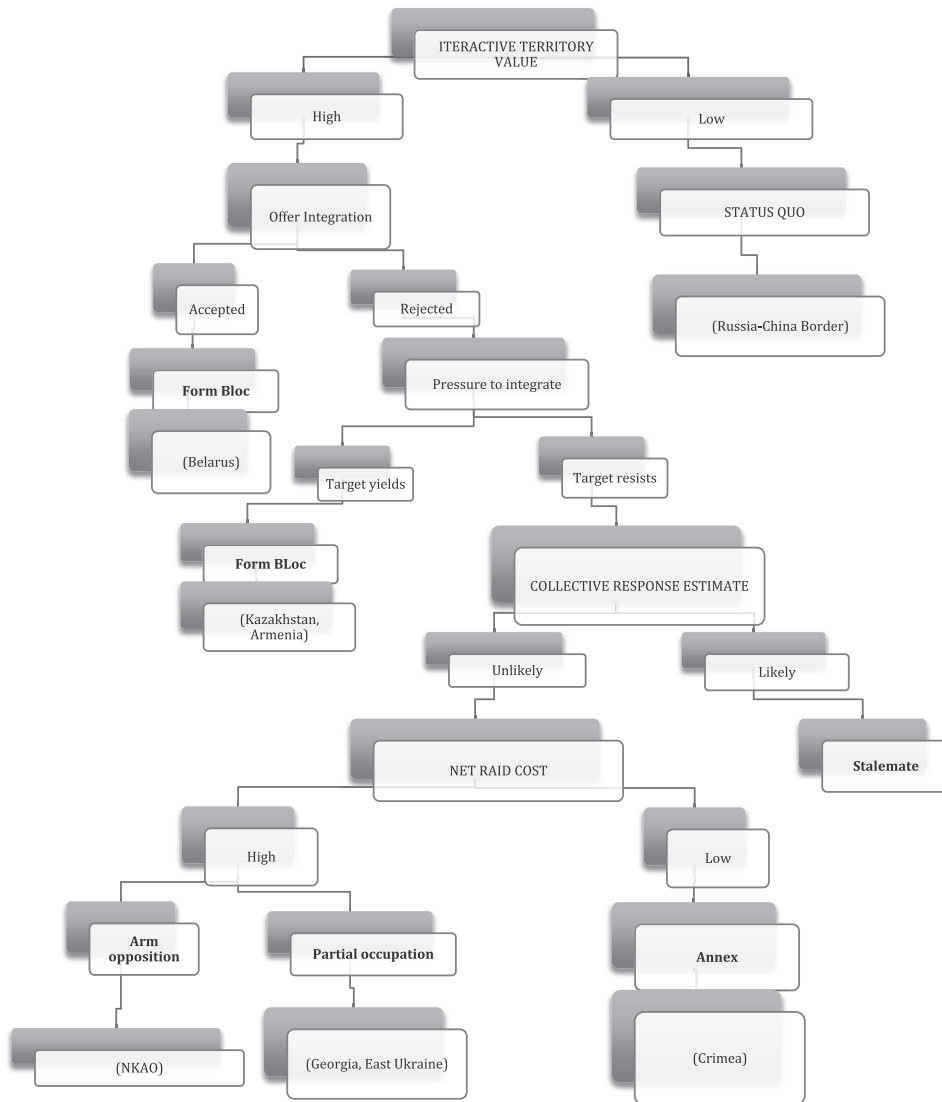 ITERACTIVE TERRITORY
VALUE
High
Low
Offer Integration
STATUS QUO
Accepted
Rejected
(Russia-China Border)
Form Bloc
Pressure to integrate
(Belarus)
Target yields
Target resists
Form BLoc
COLLECTIVE RESPONSE ESTIMATE
(Kazakhstan,
Armenia)
Unlikely
Likely
NET RAID COST
Stalemate
High
Low
Arm
opposition
Partial occupation
Annex
(NKAO)
(Georgia, East Ukraine)
(Crimea)